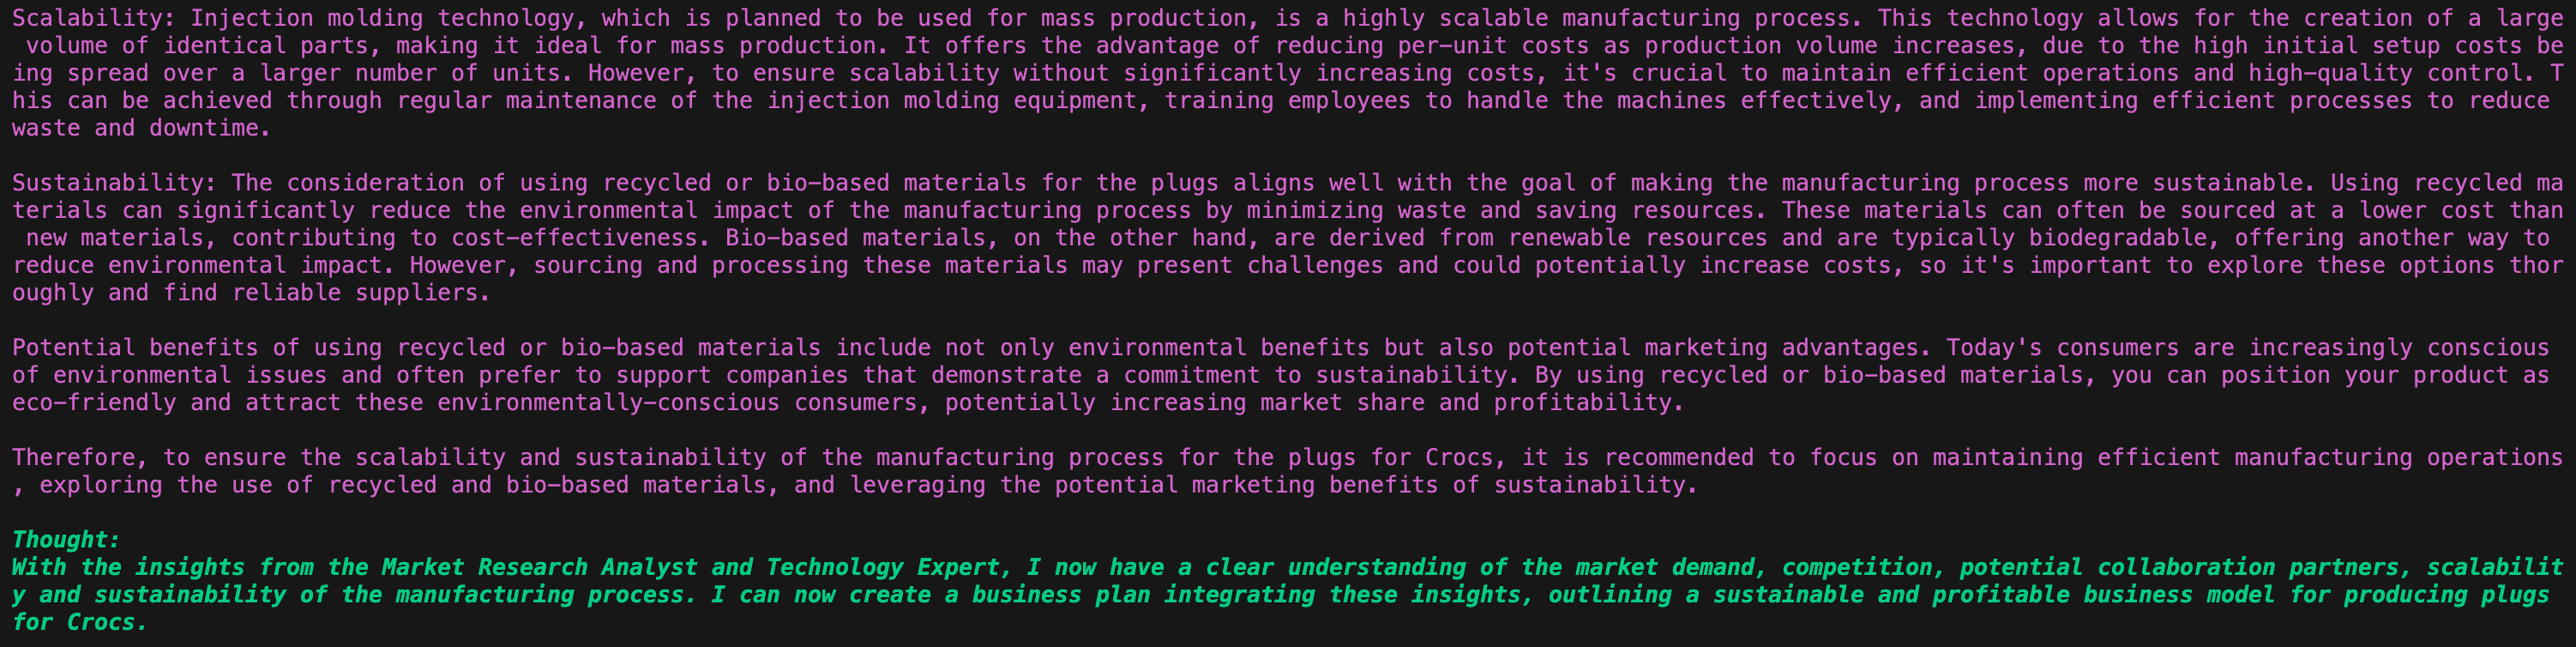 Scalability: Injection molding technology, which is planned to be used for mass production, is a highly scalable manufacturing process. This technology allows for the creation of a large
 volume of identical parts, making it ideal for mass production. It offers the advantage of reducing per-unit costs as production volume increases, due to the high initial setup costs be
ing spread over a larger number of units. However, to ensure scalability without significantly increasing costs, it's crucial to maintain efficient operations and high-quality control. T
his can be achieved through regular maintenance of the injection molding equipment, training employees to handle the machines effectively, and implementing efficient processes to reduce
waste and downtime.

Sustainability: The consideration of using recycled or bio-based materials for the plugs aligns well with the goal of making the manufacturing process more sustainable. Using recycled ma
terials can significantly reduce the environmental impact of the manufacturing process by minimizing waste and saving resources. These materials can often be sourced at a lower cost than
 new materials, contributing to cost-effectiveness. Bio-based materials, on the other hand, are derived from renewable resources and are typically biodegradable, offering another way to
reduce environmental impact. However, sourcing and processing these materials may present challenges and could potentially increase costs, so it's important to explore these options thor
oughly and find reliable suppliers.

Potential benefits of using recycled or bio-based materials include not only environmental benefits but also potential marketing advantages. Today's consumers are increasingly conscious
of environmental issues and often prefer to support companies that demonstrate a commitment to sustainability. By using recycled or bio-based materials, you can position your product as
eco-friendly and attract these environmentally-conscious consumers, potentially increasing market share and profitability.

Therefore, to ensure the scalability and sustainability of the manufacturing process for the plugs for Crocs, it is recommended to focus on maintaining efficient manufacturing operations
, exploring the use of recycled and bio-based materials, and leveraging the potential marketing benefits of sustainability.

Thought:
With the insights from the Market Research Analyst and Technology Expert, I now have a clear understanding of the market demand, competition, potential collaboration partners, scalabilit
y and sustainability of the manufacturing process. I can now create a business plan integrating these insights, outlining a sustainable and profitable business model for producing plugs
for Crocs.